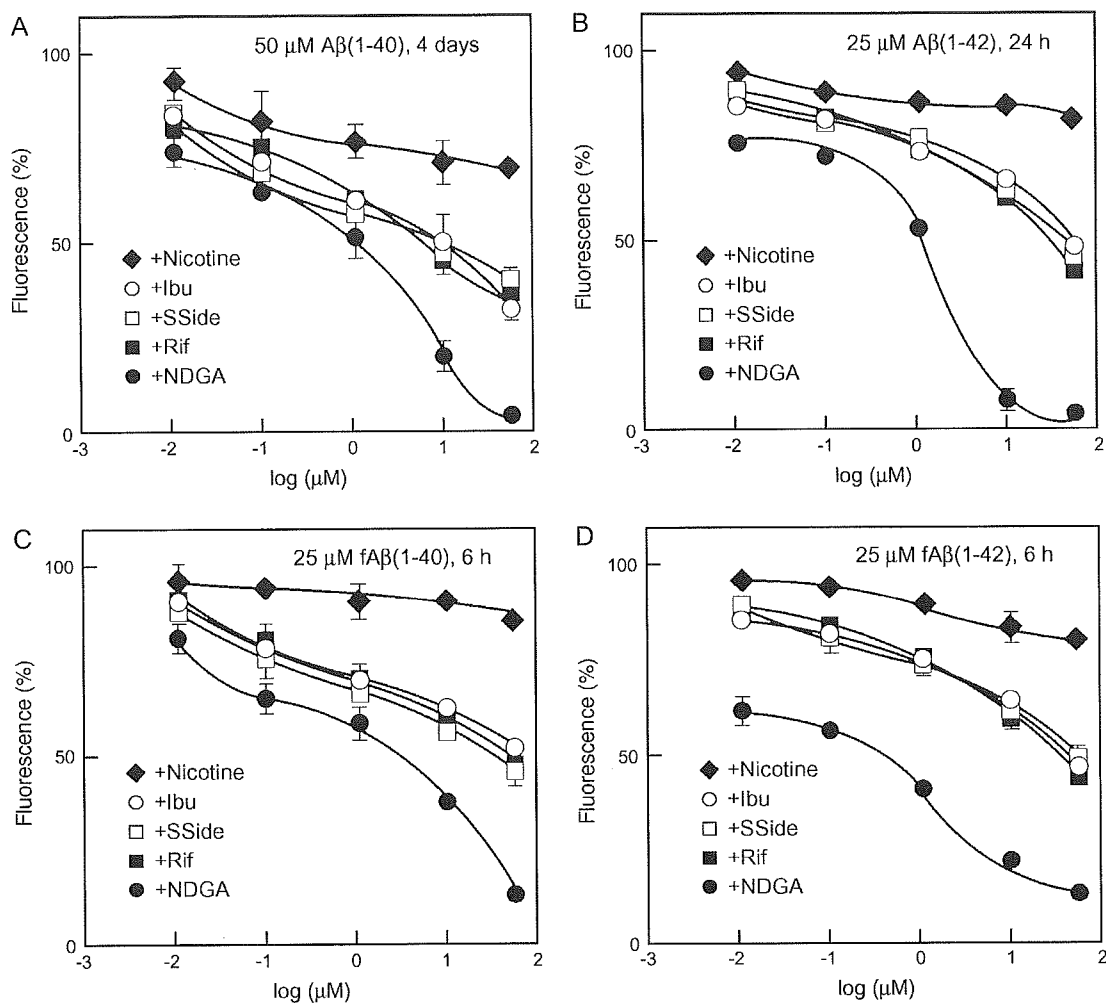 A
50 μM Aβ(1-40), 4 days
100
50
0
Fluorescence (%)
+Nicotine
+Ibu
+SSide
+Rif
+NDGA
-3 -2 -1 0 1 2
log (μM)
B
25 μM Aβ(1-42), 24 h
100
50
0
Fluorescence (%)
+Nicotine
+Ibu
+SSide
+Rif
+NDGA
-3 -2 -1 0 1 2
log (μM)
C
25 μM fAβ(1-40), 6 h
100
50
0
Fluorescence (%)
+Nicotine
+Ibu
+SSide
+Rif
+NDGA
-3 -2 -1 0 1 2
log (μM)
D
25 μM fAβ(1-42), 6 h
100
50
0
Fluorescence (%)
+Nicotine
+Ibu
+SSide
+Rif
+NDGA
-3 -2 -1 0 1 2
log (μM)